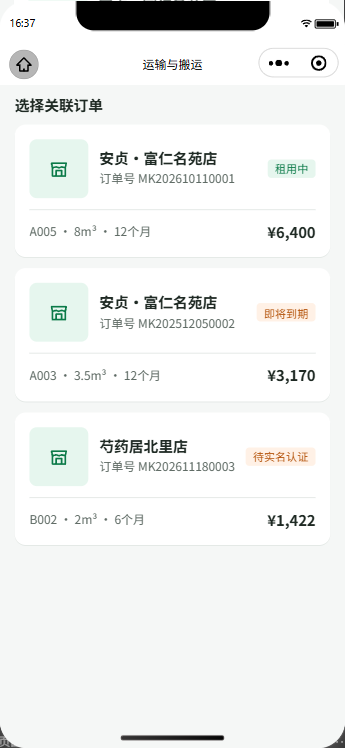 16:37
运输与搬运
选择关联订单
安贞·富仁名苑店
租用中
订单号 MK202610110001
A005 · 8m³ · 12个月
¥6,400
安贞·富仁名苑店
即将到期
订单号 MK202512050002
A003 · 3.5m³ · 12个月
¥3,170
芍药居北里店
待实名认证
订单号 MK202611180003
B002 · 2m³ · 6个月
¥1,422